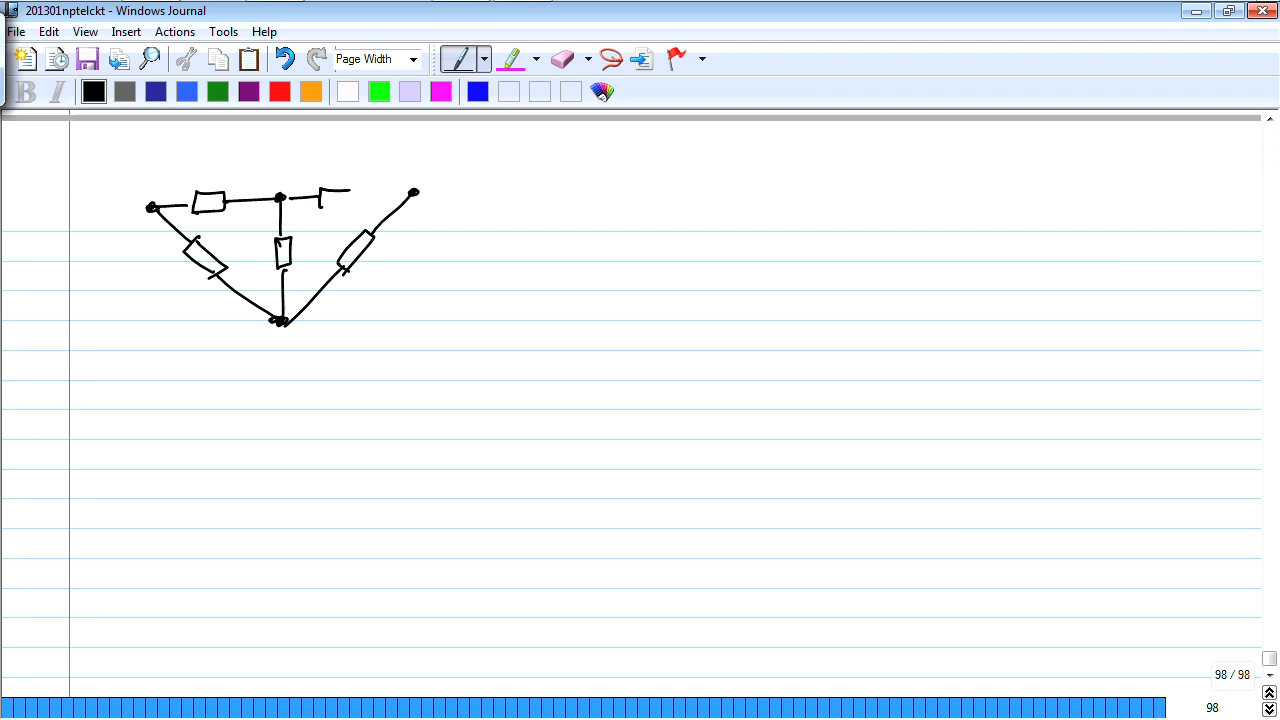 201301nptelckt - Windows Journal
File Edit View Insert Actions Tools Help
Page Width
B I
98 / 98
98